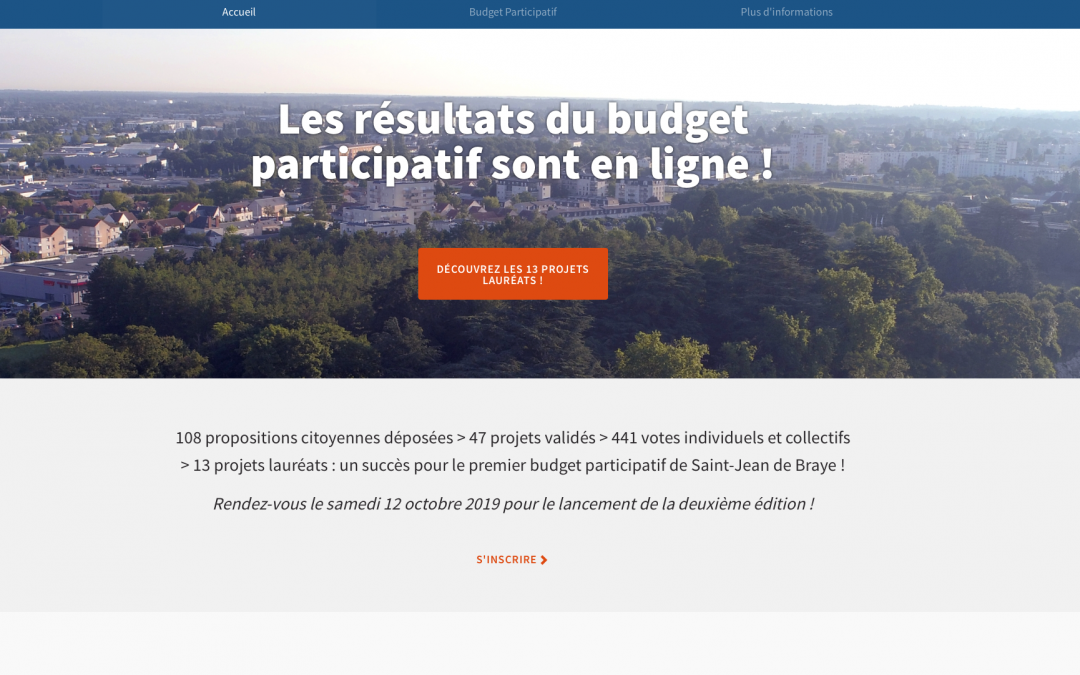 Accueil
Budget Participatif
Plus d'informations
Les résultats du budget
participatif sont en ligne !
DÉCOUVREZ LES 13 PROJETS
LAURÉATS !
108 propositions citoyennes déposées > 47 projets validés > 441 votes individuels et collectifs
> 13 projets lauréats : un succès pour le premier budget participatif de Saint-Jean de Braye !
Rendez-vous le samedi 12 octobre 2019 pour le lancement de la deuxième édition !
S'INSCRIRE >